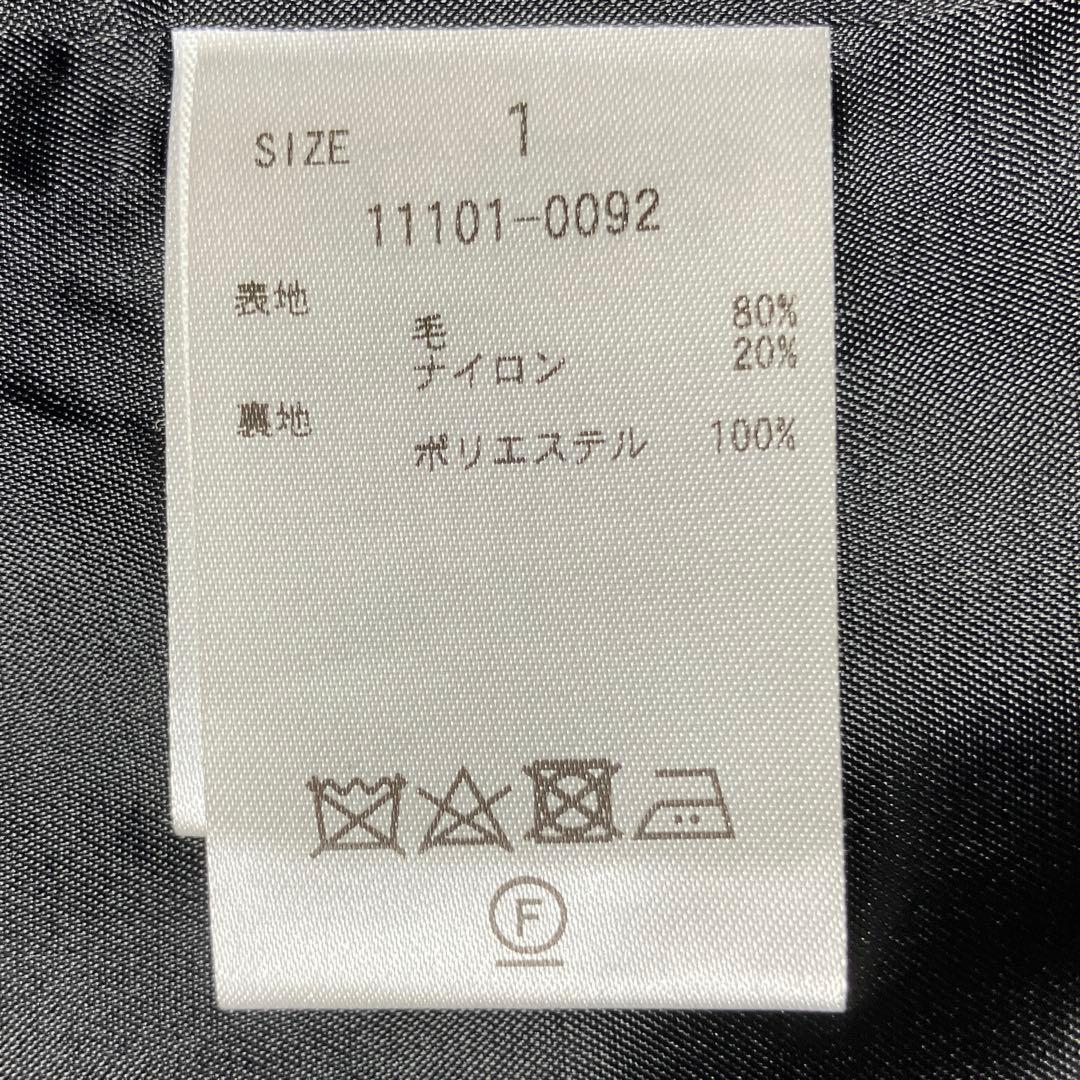 SIZE 1
11101-0092
表地
毛 80%
ナイロン 20%
裏地
ポリエステル 100%
F